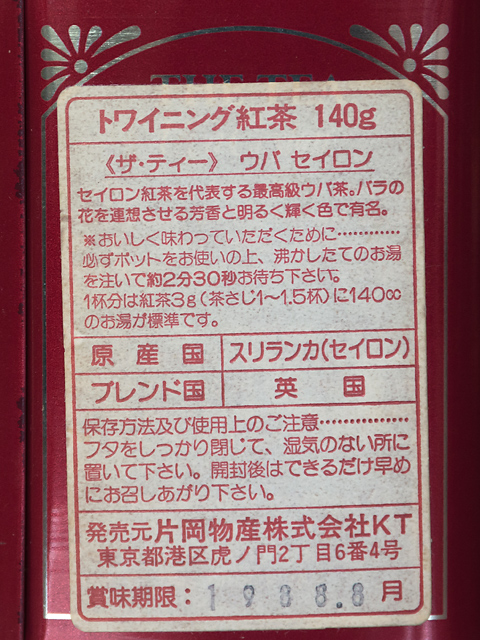 THE TEA
トワイニング紅茶 140g
《ザ・ティー》 ウバ セイロン
セイロン紅茶を代表する最高級ウバ茶。バラの
花を連想させる芳香と明るく輝く色で有名。
※おいしく味わっていただくために…………
必ずポットをお使いの上、沸かしたてのお湯
を注いで約2分30秒お待ち下さい。
1杯分は紅茶3g(茶さじ1〜1.5杯)に140cc
のお湯が標準です。
原産国 スリランカ(セイロン)
ブレンド国 英国
保存方法及び使用上のご注意……………
フタをしっかり閉じて、湿気のない所に
置いて下さい。開封後はできるだけ早め
にお召しあがり下さい。
発売元 片岡物産株式会社KT
東京都港区虎ノ門2丁目6番4号
賞味期限：1988.8月